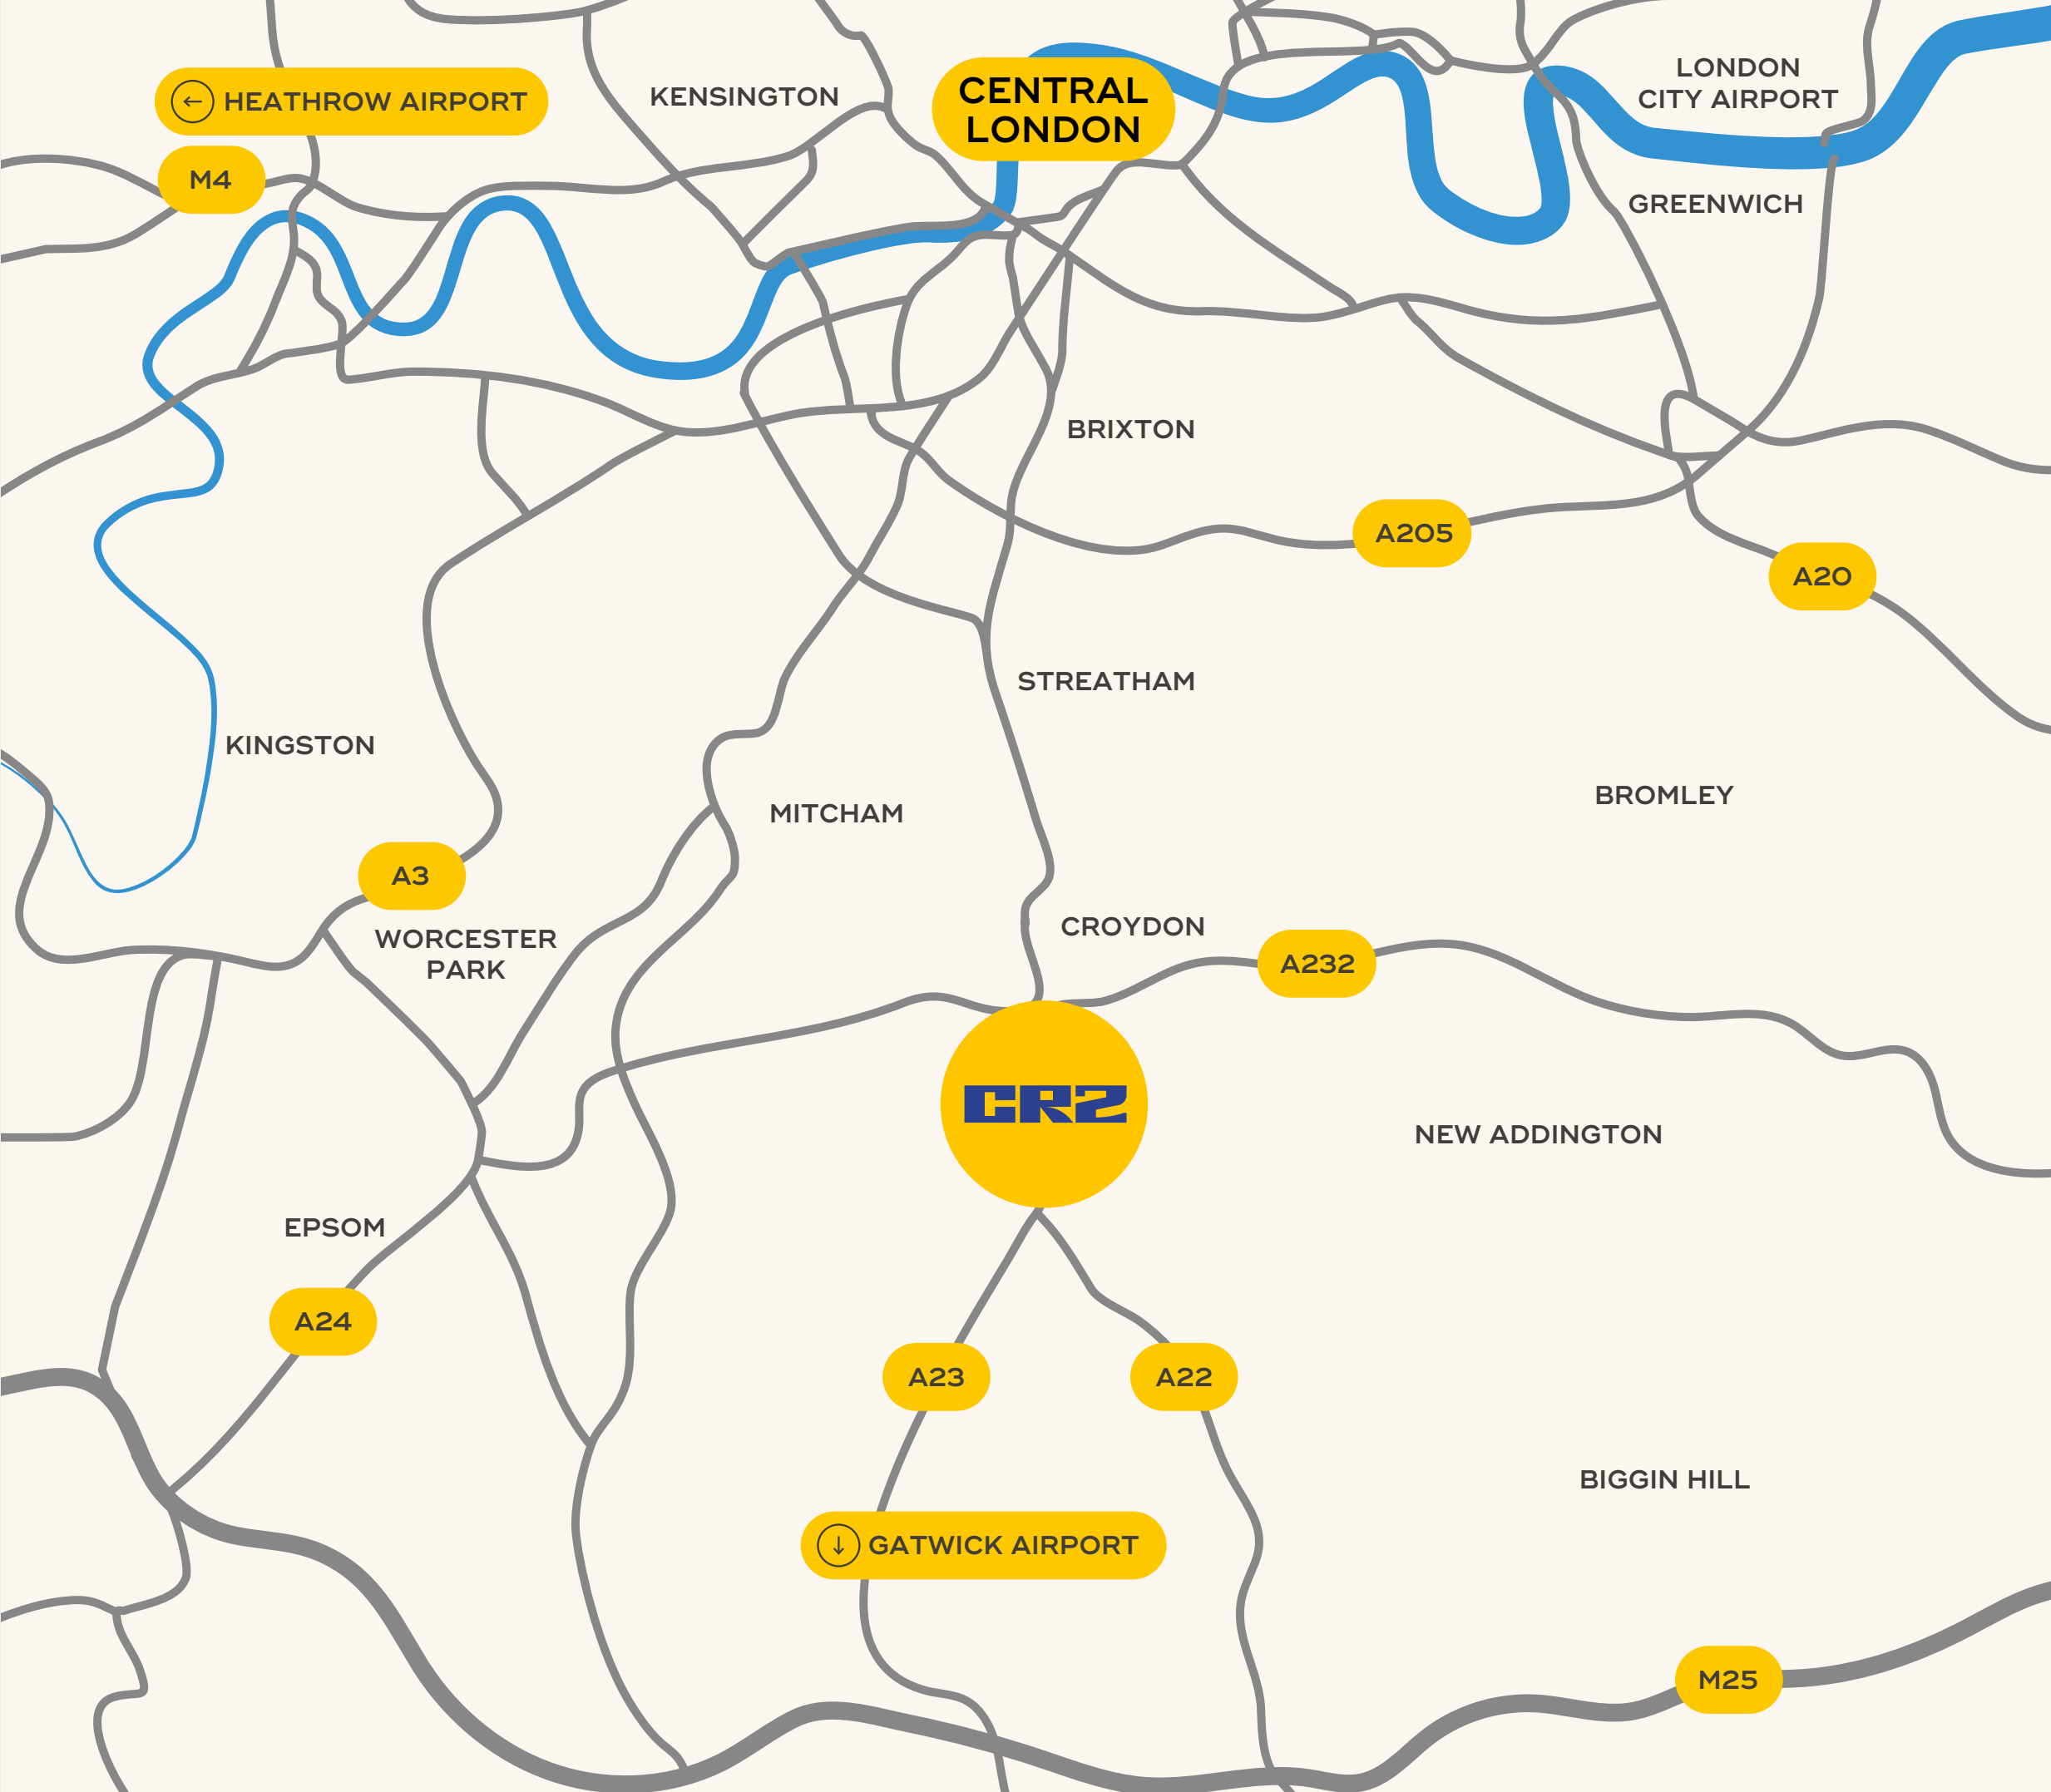 LONDON
CITY AIRPORT
CENTRAL
LONDON
KENSINGTON
← HEATHROW AIRPORT
M4
GREENWICH
BRIXTON
A205
A20
STREATHAM
KINGSTON
BROMLEY
MITCHAM
A3
CROYDON
WORCESTER
PARK
A232
CR2
NEW ADDINGTON
EPSOM
A24
A23
A22
BIGGIN HILL
↓ GATWICK AIRPORT
M25